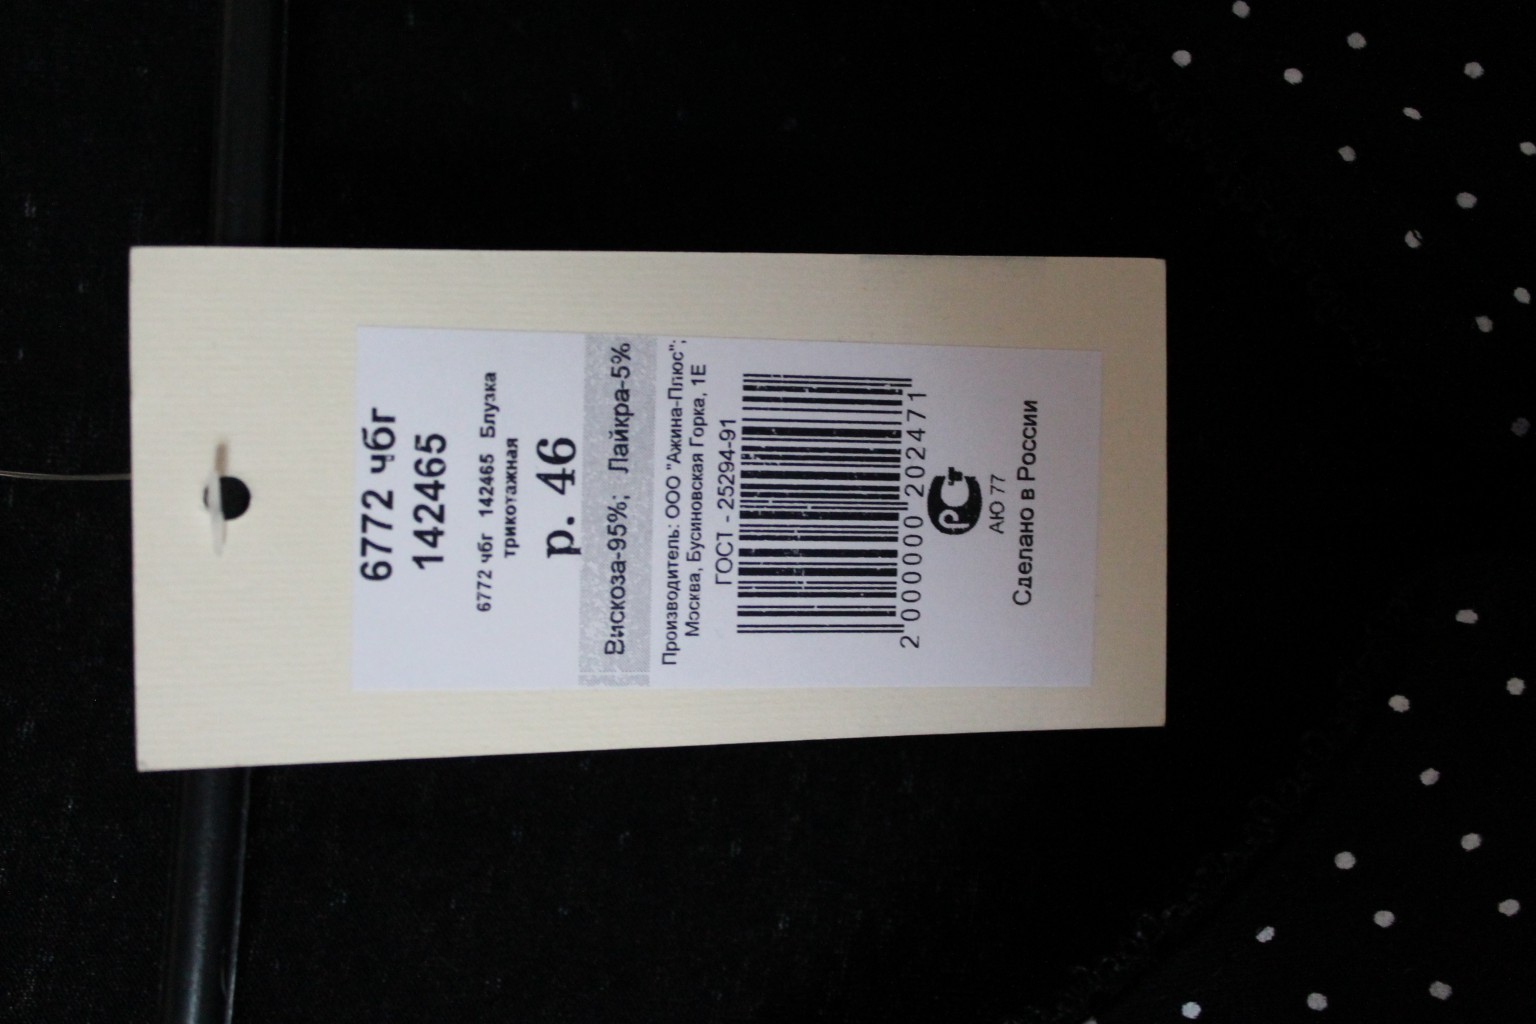 6772 чбг
142465
6772 чбг 142465 Блузка
трикотажная
р. 46
Вискоза-95%; Лайкра-5%
Производитель: ООО "Ажина-Плюс";
Москва, Бусиновская Горка, 1Е
ГОСТ - 25294-91
2 000000 202471
РСт
АЮ 77
Сделано в России